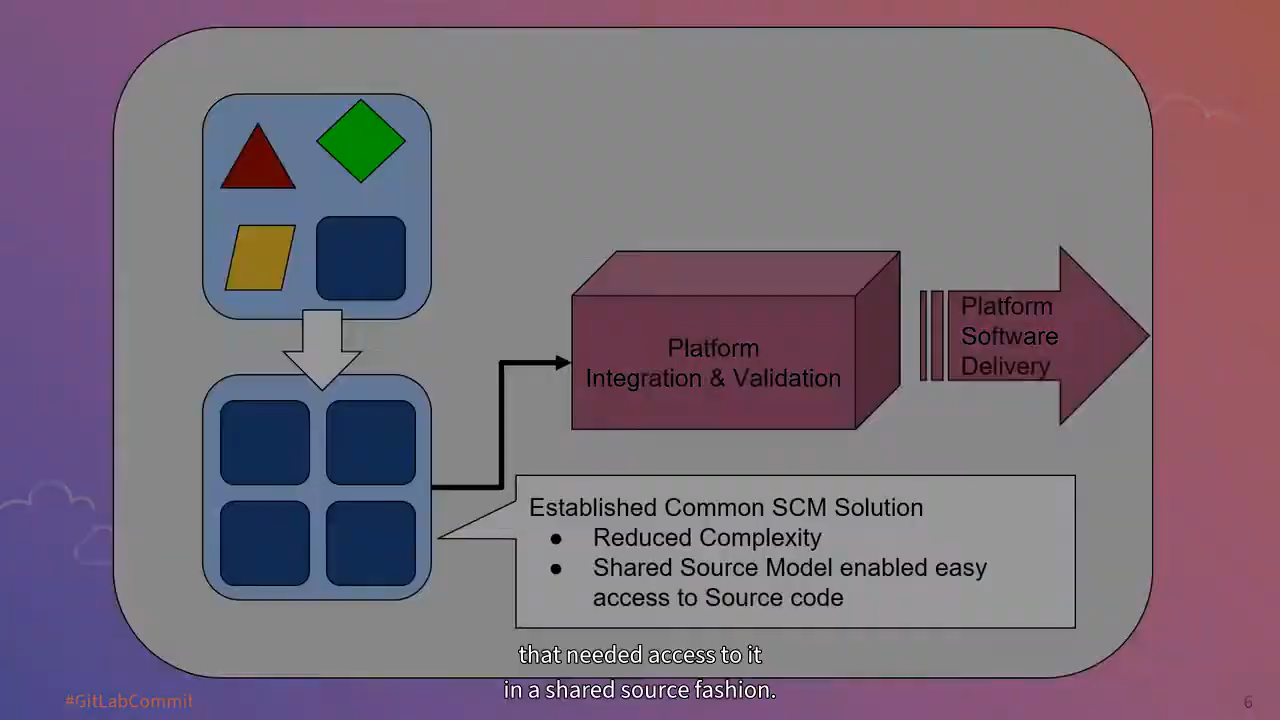 Platform
Integration & Validation
Platform
Software
Delivery
Established Common SCM Solution
● Reduced Complexity
● Shared Source Model enabled easy
access to Source code
that needed access to it
in a shared source fashion.
#GitLabCommit
6